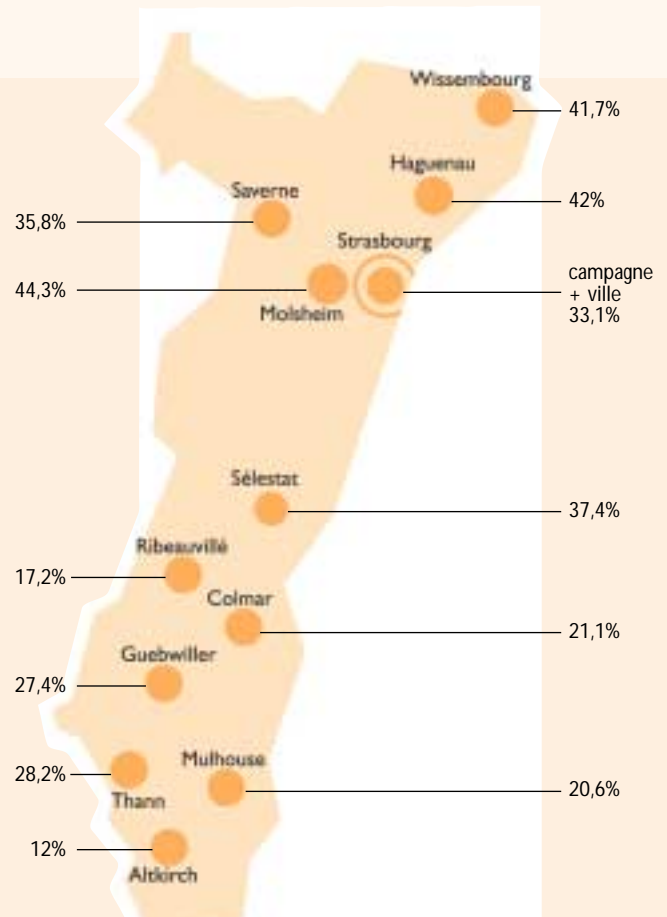 Wissembourg
41,7%
Haguenau
42%
Saverne
35,8%
Strasbourg
campagne
+ ville
33,1%
44,3%
Molsheim
Sélestat
37,4%
Ribeauvillé
17,2%
Colmar
21,1%
Guebwiller
27,4%
Mulhouse
20,6%
28,2%
Thann
12%
Altkirch